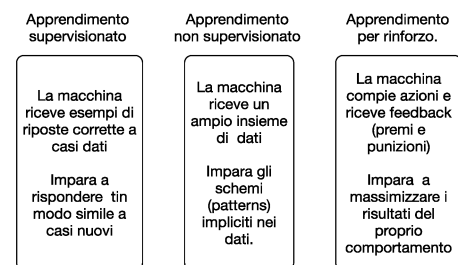 Apprendimento
supervisionato
La macchina
riceve esempi di
riposte corrette a
casi dati
Impara a
rispondere tin
modo simile a
casi nuovi
Apprendimento
non supervisionato
La macchina
riceve un
ampio insieme
di dati
Impara gli
schemi
(patterns)
impliciti nei
dati.
Apprendimento
per rinforzo.
La macchina
compie azioni e
riceve feedback
(premi e
punizioni)
Impara a
massimizzare i
risultati del
proprio
comportamento